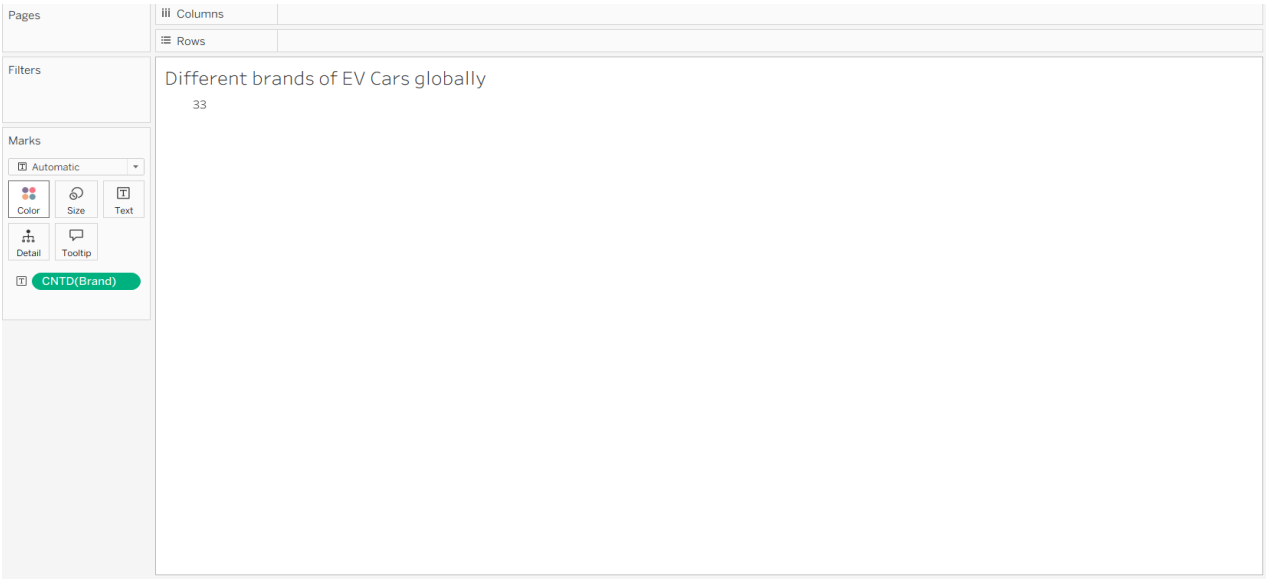 Pages
Columns
Rows
Filters
Different brands of EV Cars globally
33
Marks
Automatic
Color Size Text
Detail Tooltip
CNTD(Brand)